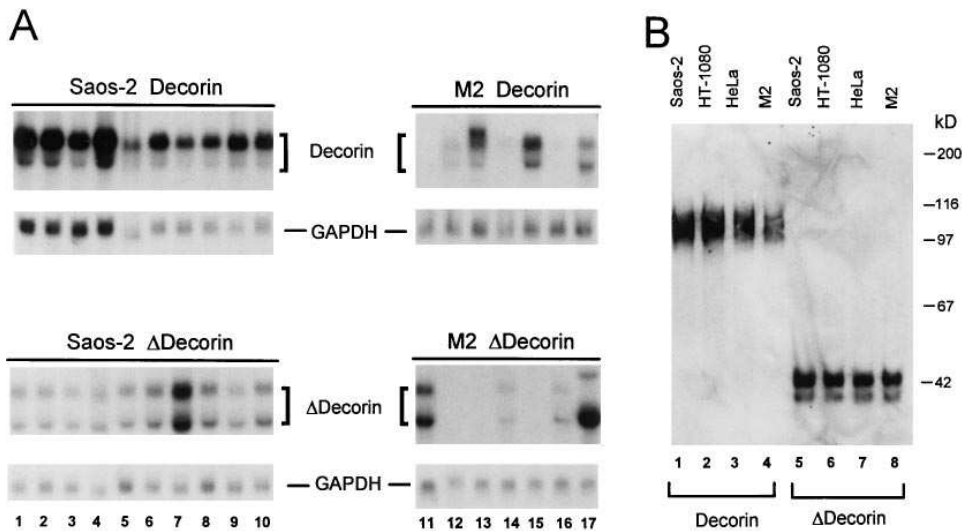 A
Saos-2 Decorin
M2 Decorin
Decorin
GAPDH
Saos-2 ΔDecorin
M2 ΔDecorin
ΔDecorin
GAPDH
1 2 3 4 5 6 7 8 9 10 11 12 13 14 15 16 17
B
Saos-2 HT-1080 HeLa M2 Saos-2 HT-1080 HeLa M2
kD
200
116
97
67
42
1 2 3 4 5 6 7 8
Decorin ΔDecorin